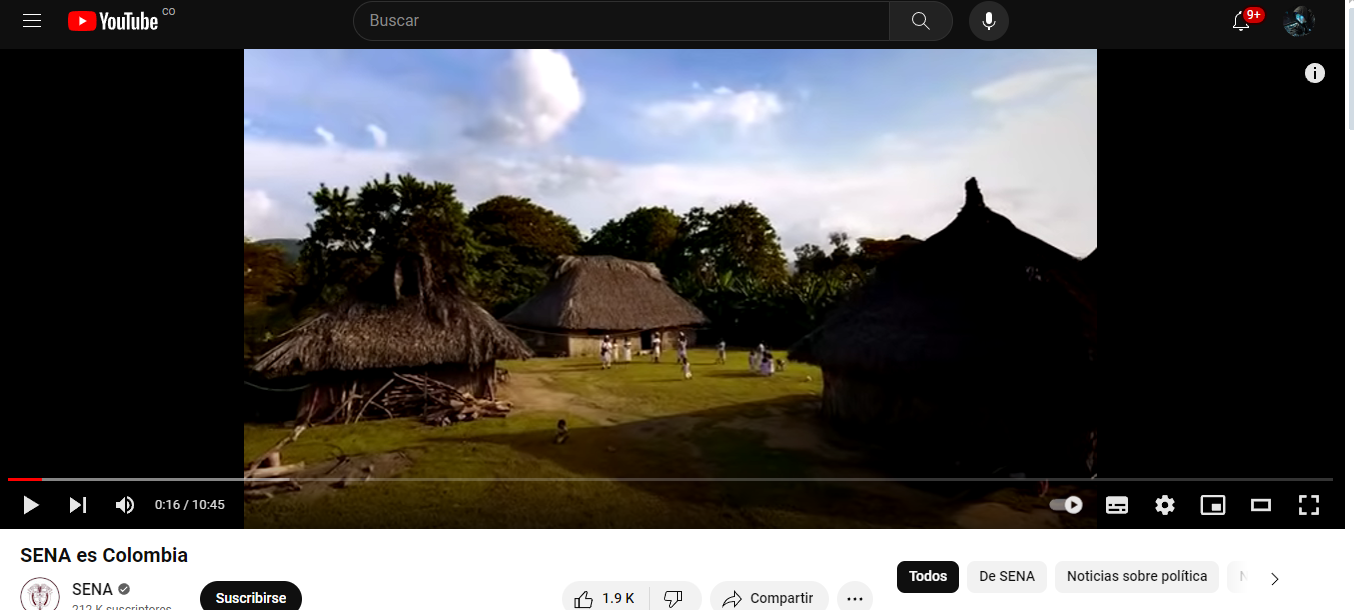 YouTube CO
Buscar
9+
0:16 / 10:45
SENA es Colombia
SENA
212 K suscriptores
Suscribirse
1.9 K
Compartir
Todos
De SENA
Noticias sobre política